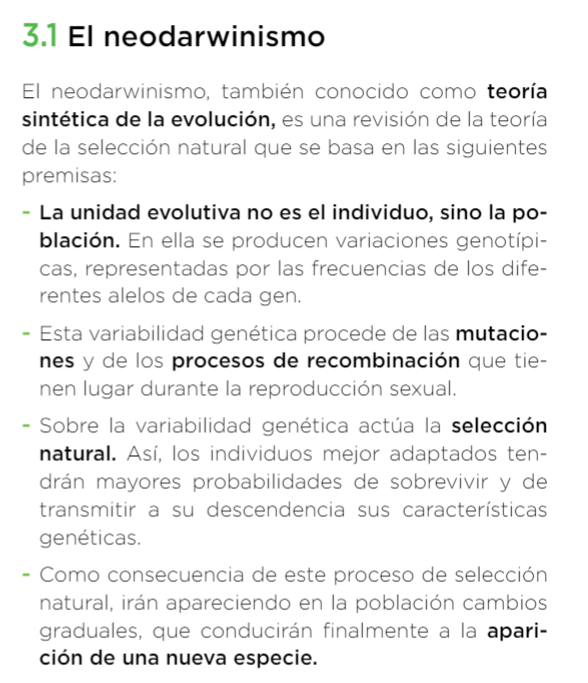 3.1 El neodarwinismo
El neodarwinismo, también conocido como teoría
sintética de la evolución, es una revisión de la teoría
de la selección natural que se basa en las siguientes
premisas:
- La unidad evolutiva no es el individuo, sino la po-
blación. En ella se producen variaciones genotípi-
cas, representadas por las frecuencias de los dife-
rentes alelos de cada gen.
- Esta variabilidad genética procede de las mutacio-
nes y de los procesos de recombinación que tie-
nen lugar durante la reproducción sexual.
- Sobre la variabilidad genética actúa la selección
natural. Así, los individuos mejor adaptados ten-
drán mayores probabilidades de sobrevivir y de
transmitir a su descendencia sus características
genéticas.
- Como consecuencia de este proceso de selección
natural, irán apareciendo en la población cambios
graduales, que conducirán finalmente a la apari-
ción de una nueva especie.